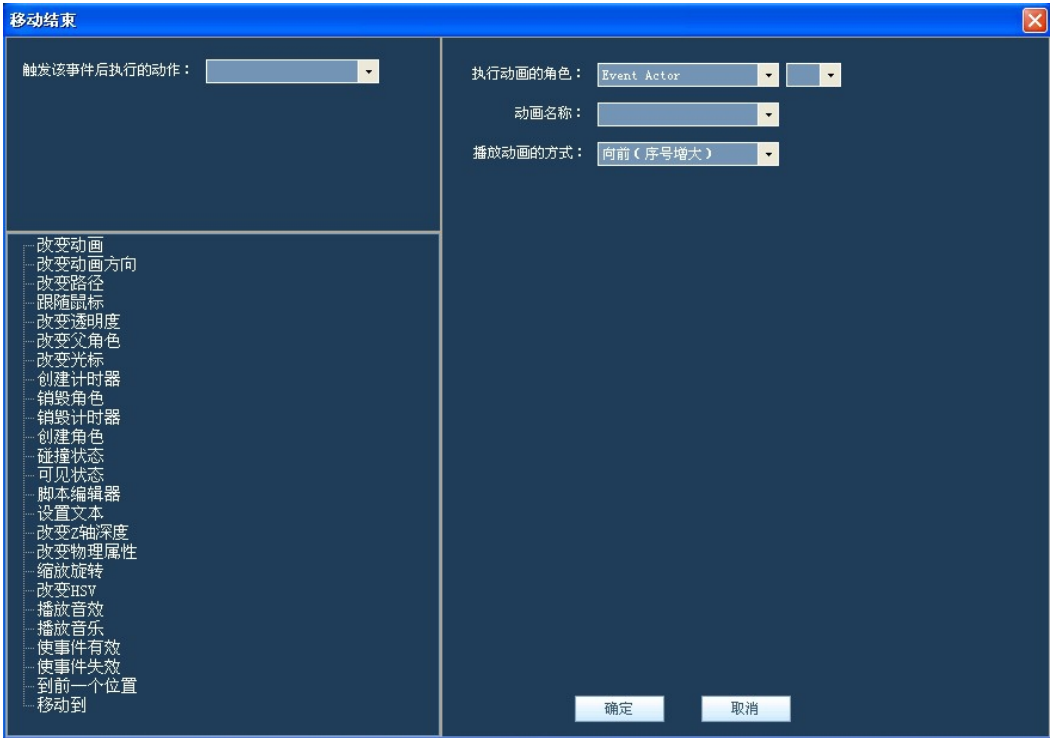 移动结束
触发该事件后执行的动作：
执行动画的角色： Event Actor
动画名称：
播放动画的方式： 向前（序号增大）
改变动画
改变动画方向
改变路径
跟随鼠标
改变透明度
改变父角色
改变光标
创建计时器
销毁角色
销毁计时器
创建角色
碰撞状态
可见状态
脚本编辑器
设置文本
改变Z轴深度
改变物理属性
缩放旋转
改变HSV
播放音效
播放音乐
使事件有效
使事件失效
到前一个位置
移动到
确定 取消